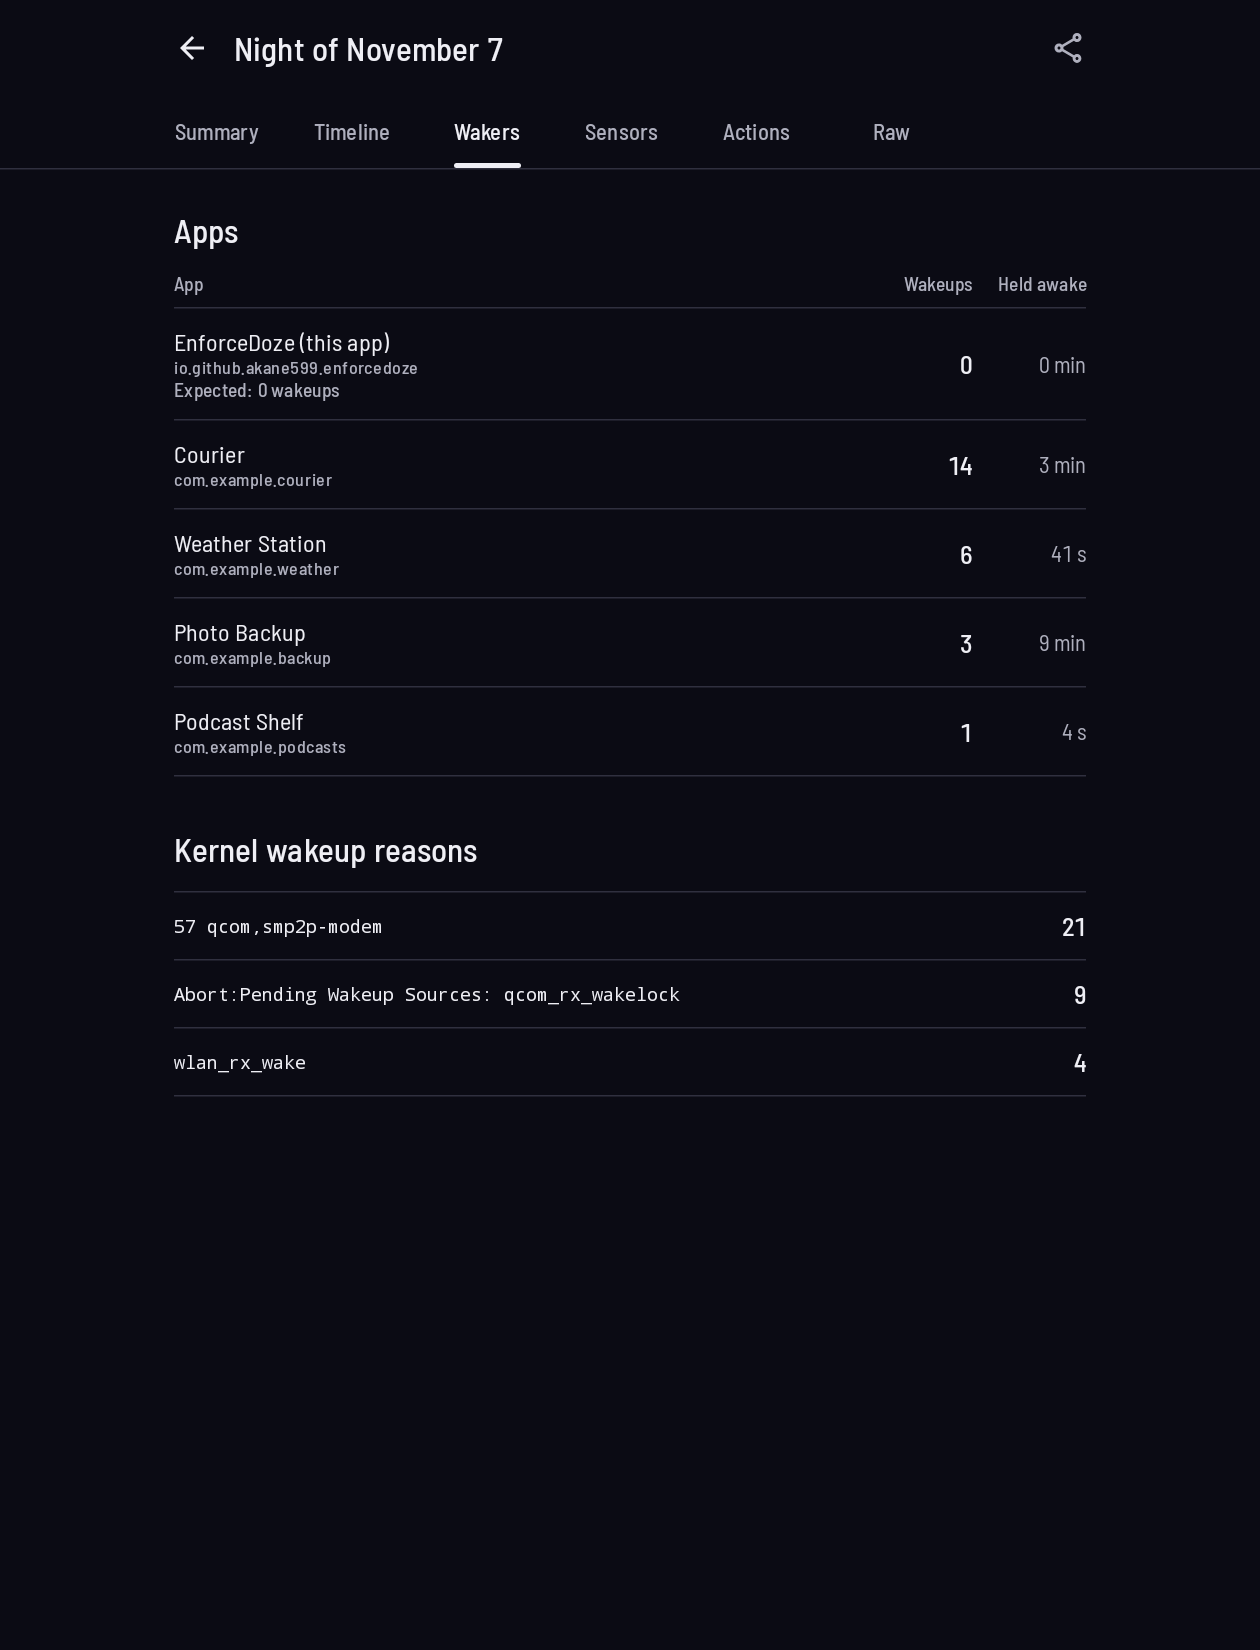 Night of November 7
Summary Timeline Wakers Sensors Actions Raw
Apps
App Wakeups Held awake
EnforceDoze (this app)
io.github.akane599.enforcedoze
Expected: 0 wakeups
0 0 min
Courier
com.example.courier
14 3 min
Weather Station
com.example.weather
6 41 s
Photo Backup
com.example.backup
3 9 min
Podcast Shelf
com.example.podcasts
1 4 s
Kernel wakeup reasons
57 qcom,smp2p-modem 21
Abort:Pending Wakeup Sources: qcom_rx_wakelock 9
wlan_rx_wake 4